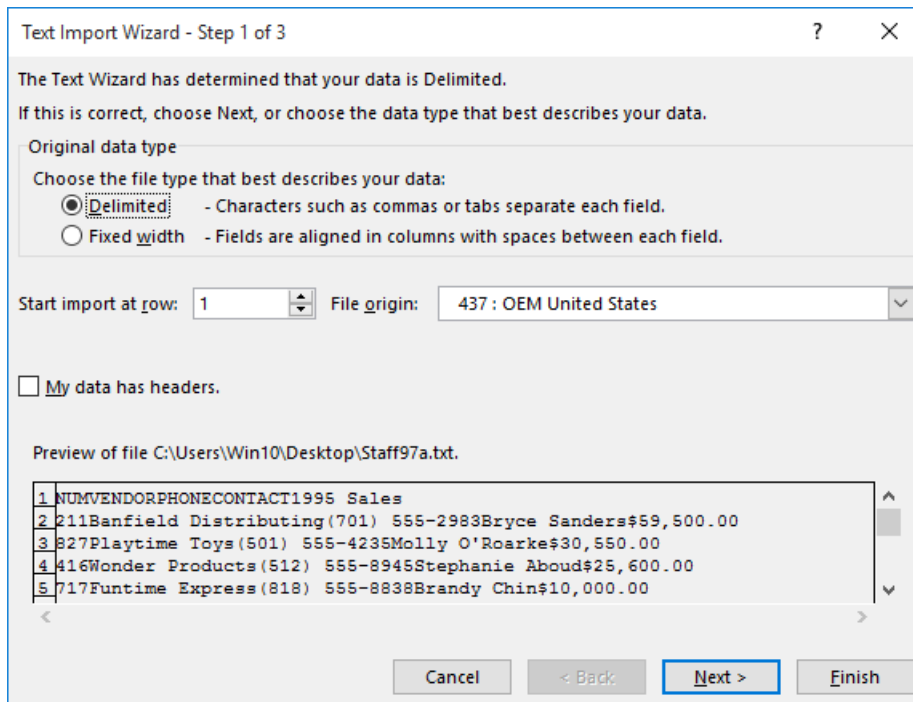 Text Import Wizard - Step 1 of 3 ? ×
The Text Wizard has determined that your data is Delimited.
If this is correct, choose Next, or choose the data type that best describes your data.
Original data type
Choose the file type that best describes your data:
Delimited - Characters such as commas or tabs separate each field.
Fixed width - Fields are aligned in columns with spaces between each field.
Start import at row: 1 File origin: 437 : OEM United States
My data has headers.
Preview of file C:\Users\Win10\Desktop\Staff97a.txt.
1 NUMVENDORPHONECONTACT1995 Sales
2 211Banfield Distributing(701) 555-2983Bryce Sanders$59,500.00
3 827Playtime Toys(501) 555-4235Molly O'Roarke$30,550.00
4 416Wonder Products(512) 555-8945Stephanie Aboud$25,600.00
5 717Funtime Express(818) 555-8838Brandy Chin$10,000.00
Cancel < Back Next > Finish